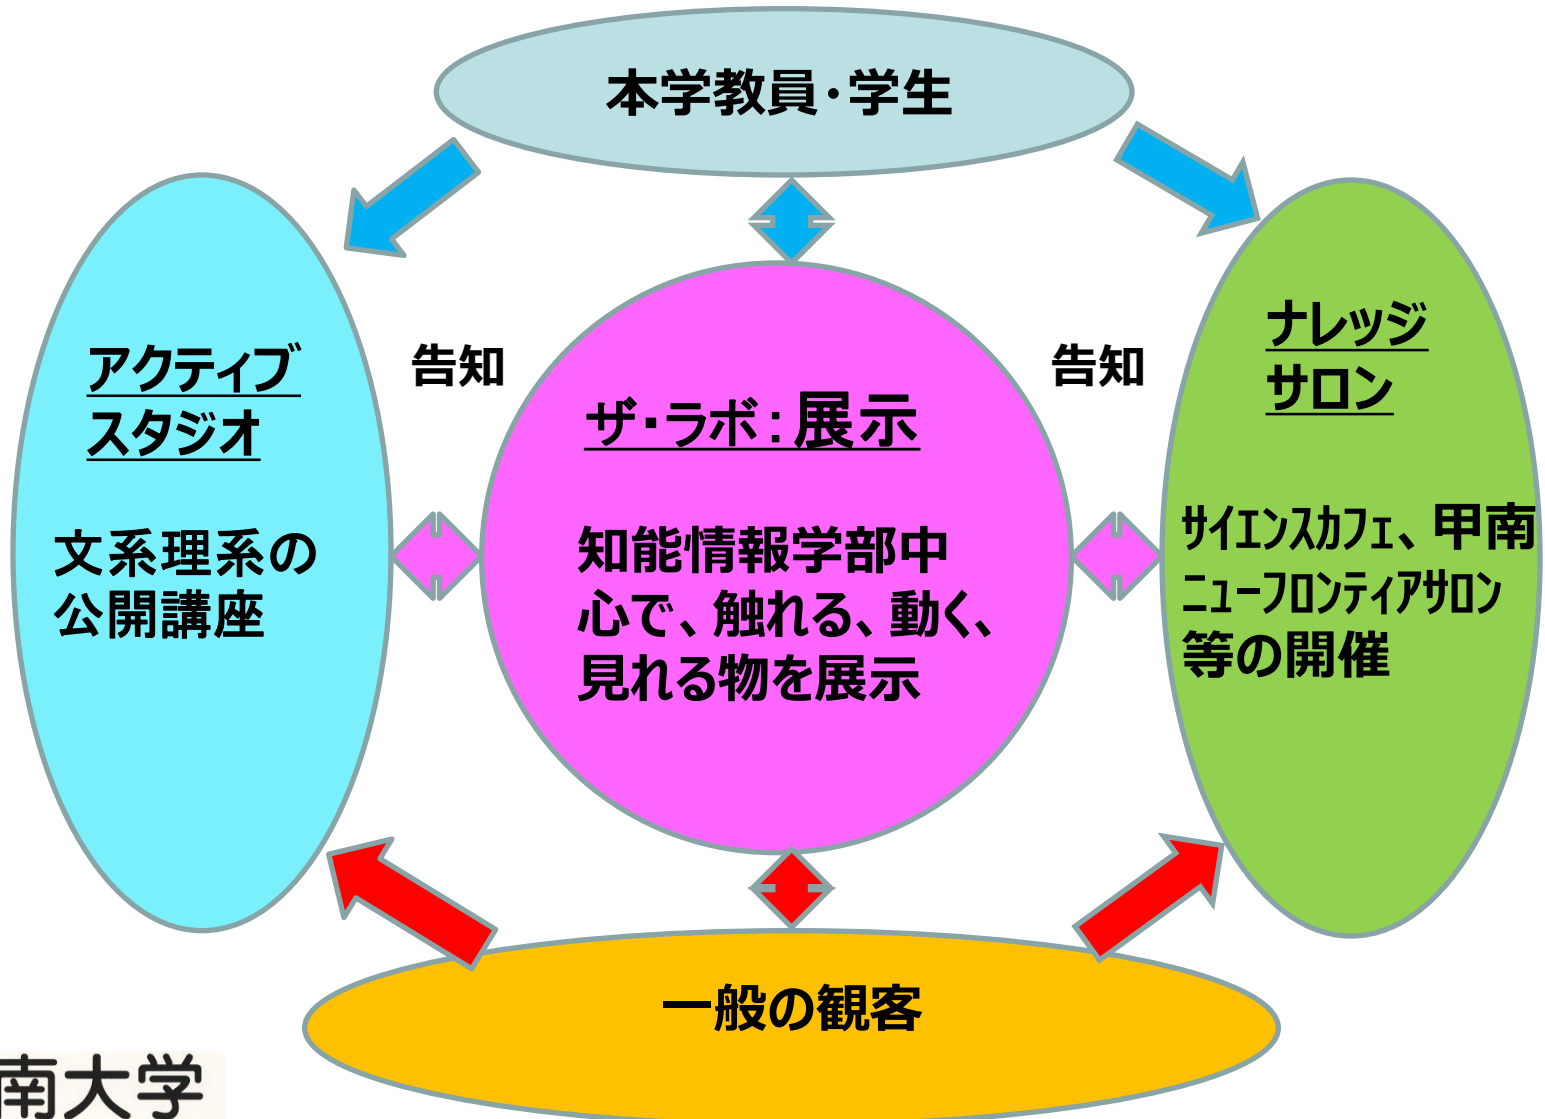 本学教員・学生
アクティブ
スタジオ
文系理系の
公開講座
告知
ザ・ラボ：展示
知能情報学部中
心で、触れる、動く、
見れる物を展示
告知
ナレッジ
サロン
サイエンスカフェ、甲南
ニューフロンティアサロン
等の開催
一般の観客
南大学